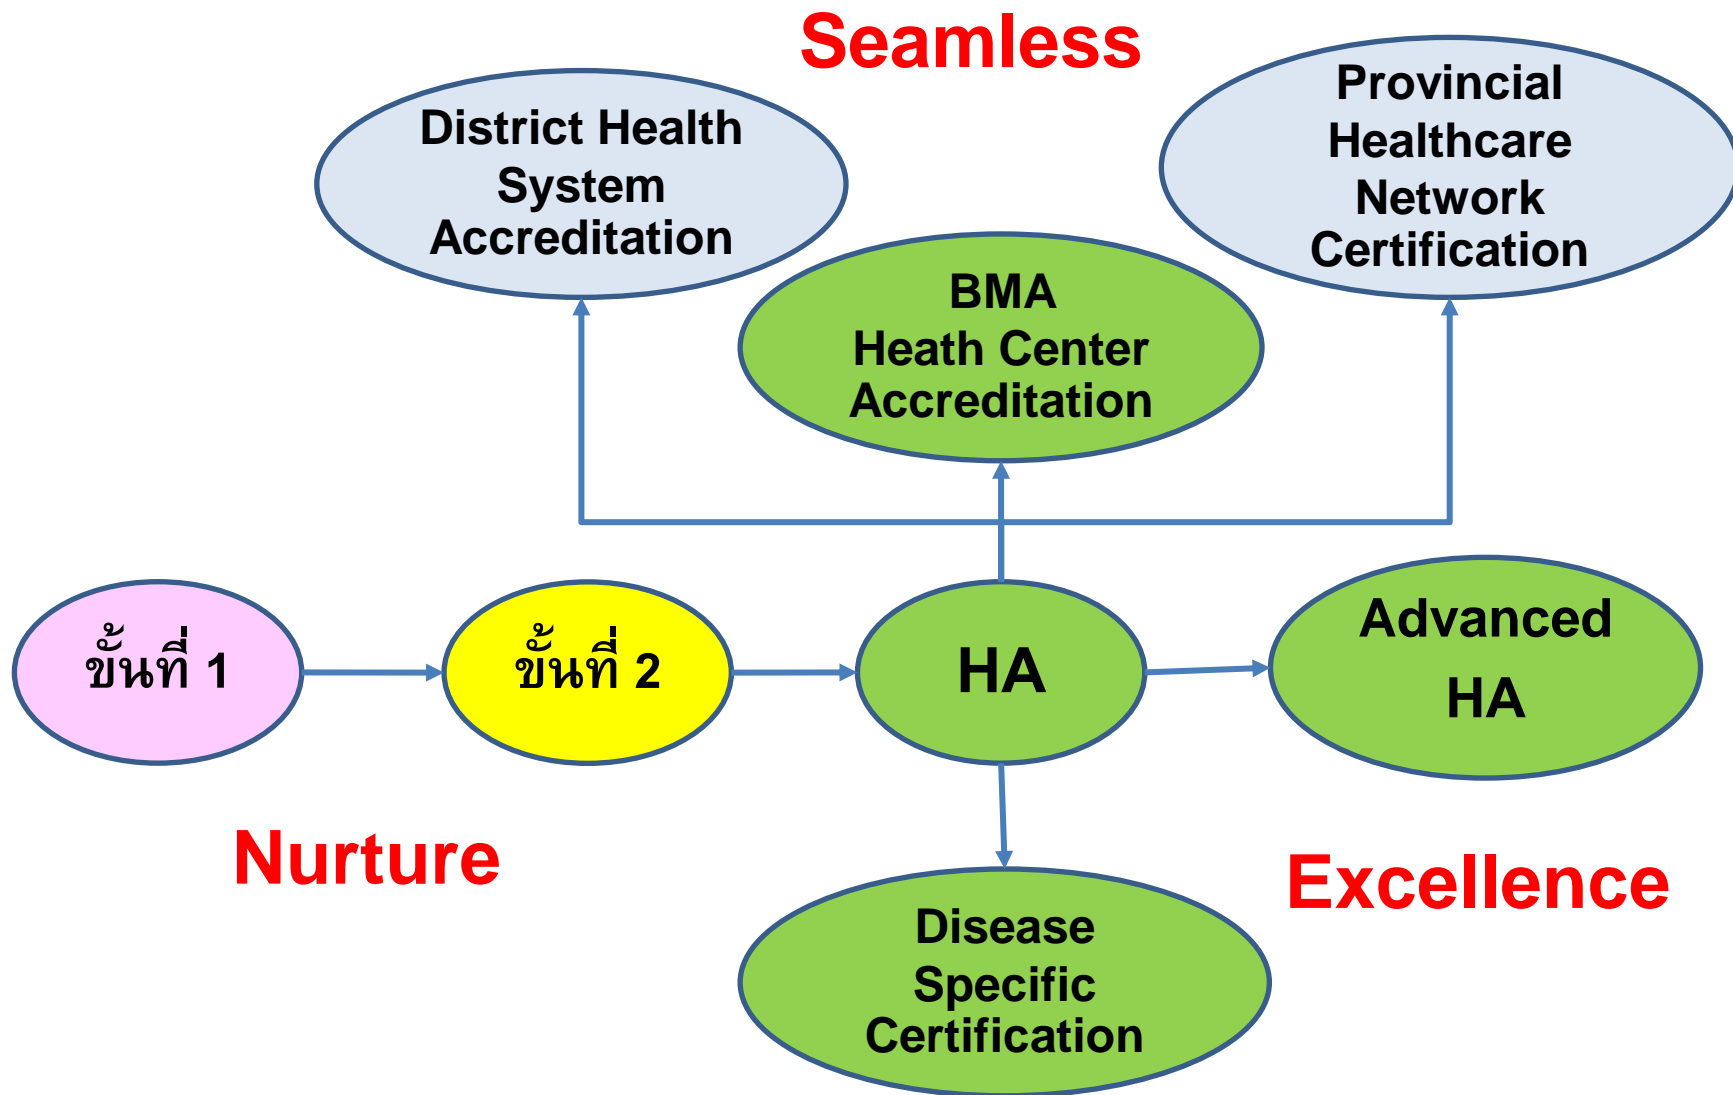 Seamless
District Health
System
Accreditation
Provincial
Healthcare
Network
Certification
BMA
Heath Center
Accreditation
ขั้นที่ 1
ขั้นที่ 2
HA
Advanced
HA
Nurture
Excellence
Disease
Specific
Certification